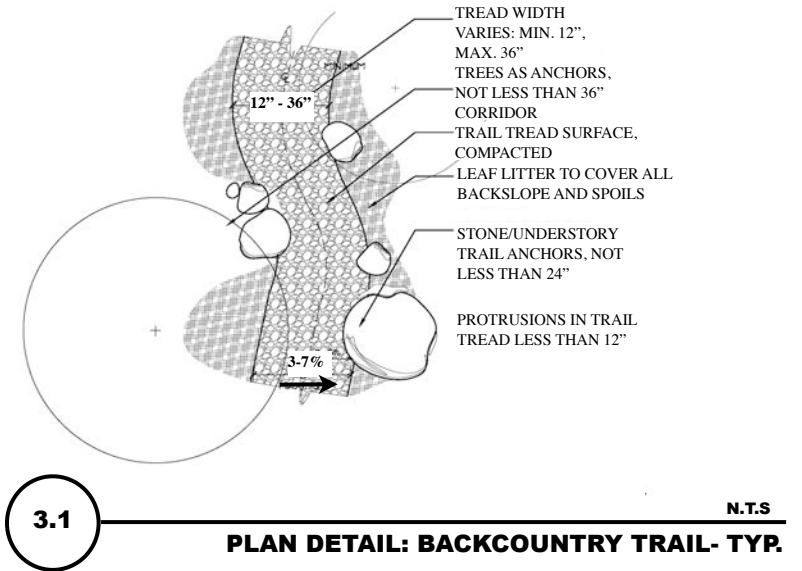 TREAD WIDTH
VARIES: MIN. 12”,
MAX. 36”
TREES AS ANCHORS,
NOT LESS THAN 36”
CORRIDOR
TRAIL TREAD SURFACE,
COMPACTED
LEAF LITTER TO COVER ALL
BACKSLOPE AND SPOILS
STONE/UNDERSTORY
TRAIL ANCHORS, NOT
LESS THAN 24”
PROTRUSIONS IN TRAIL
TREAD LESS THAN 12”
12” - 36”
3-7%
3.1
N.T.S
PLAN DETAIL: BACKCOUNTRY TRAIL- TYP.